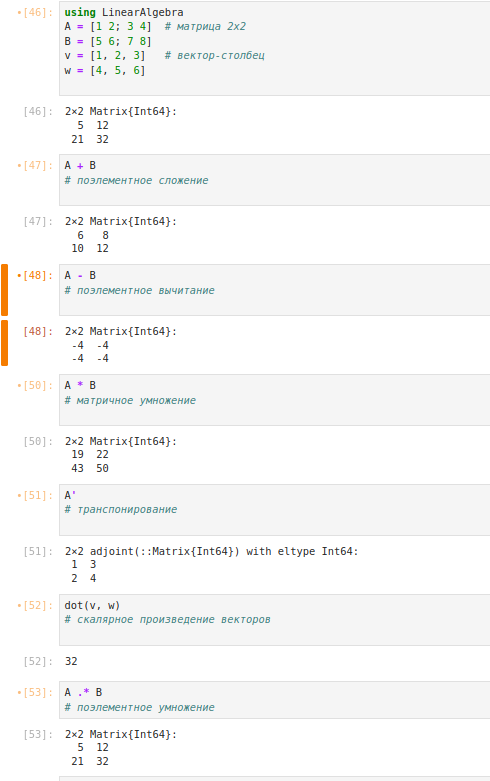 •[46]: using LinearAlgebra
A = [1 2; 3 4]  # матрица 2x2
B = [5 6; 7 8]
v = [1, 2, 3]   # вектор-столбец
w = [4, 5, 6]
[46]: 2×2 Matrix{Int64}:
5  12
21  32
•[47]: A + B
# поэлементное сложение
[47]: 2×2 Matrix{Int64}:
6   8
10  12
•[48]: A - B
# поэлементное вычитание
[48]: 2×2 Matrix{Int64}:
-4  -4
-4  -4
•[50]: A * B
# матричное умножение
[50]: 2×2 Matrix{Int64}:
19  22
43  50
•[51]: A'
# транспонирование
[51]: 2×2 adjoint(::Matrix{Int64}) with eltype Int64:
1  3
2  4
•[52]: dot(v, w)
# скалярное произведение векторов
[52]: 32
•[53]: A .* B
# поэлементное умножение
[53]: 2×2 Matrix{Int64}:
5  12
21  32